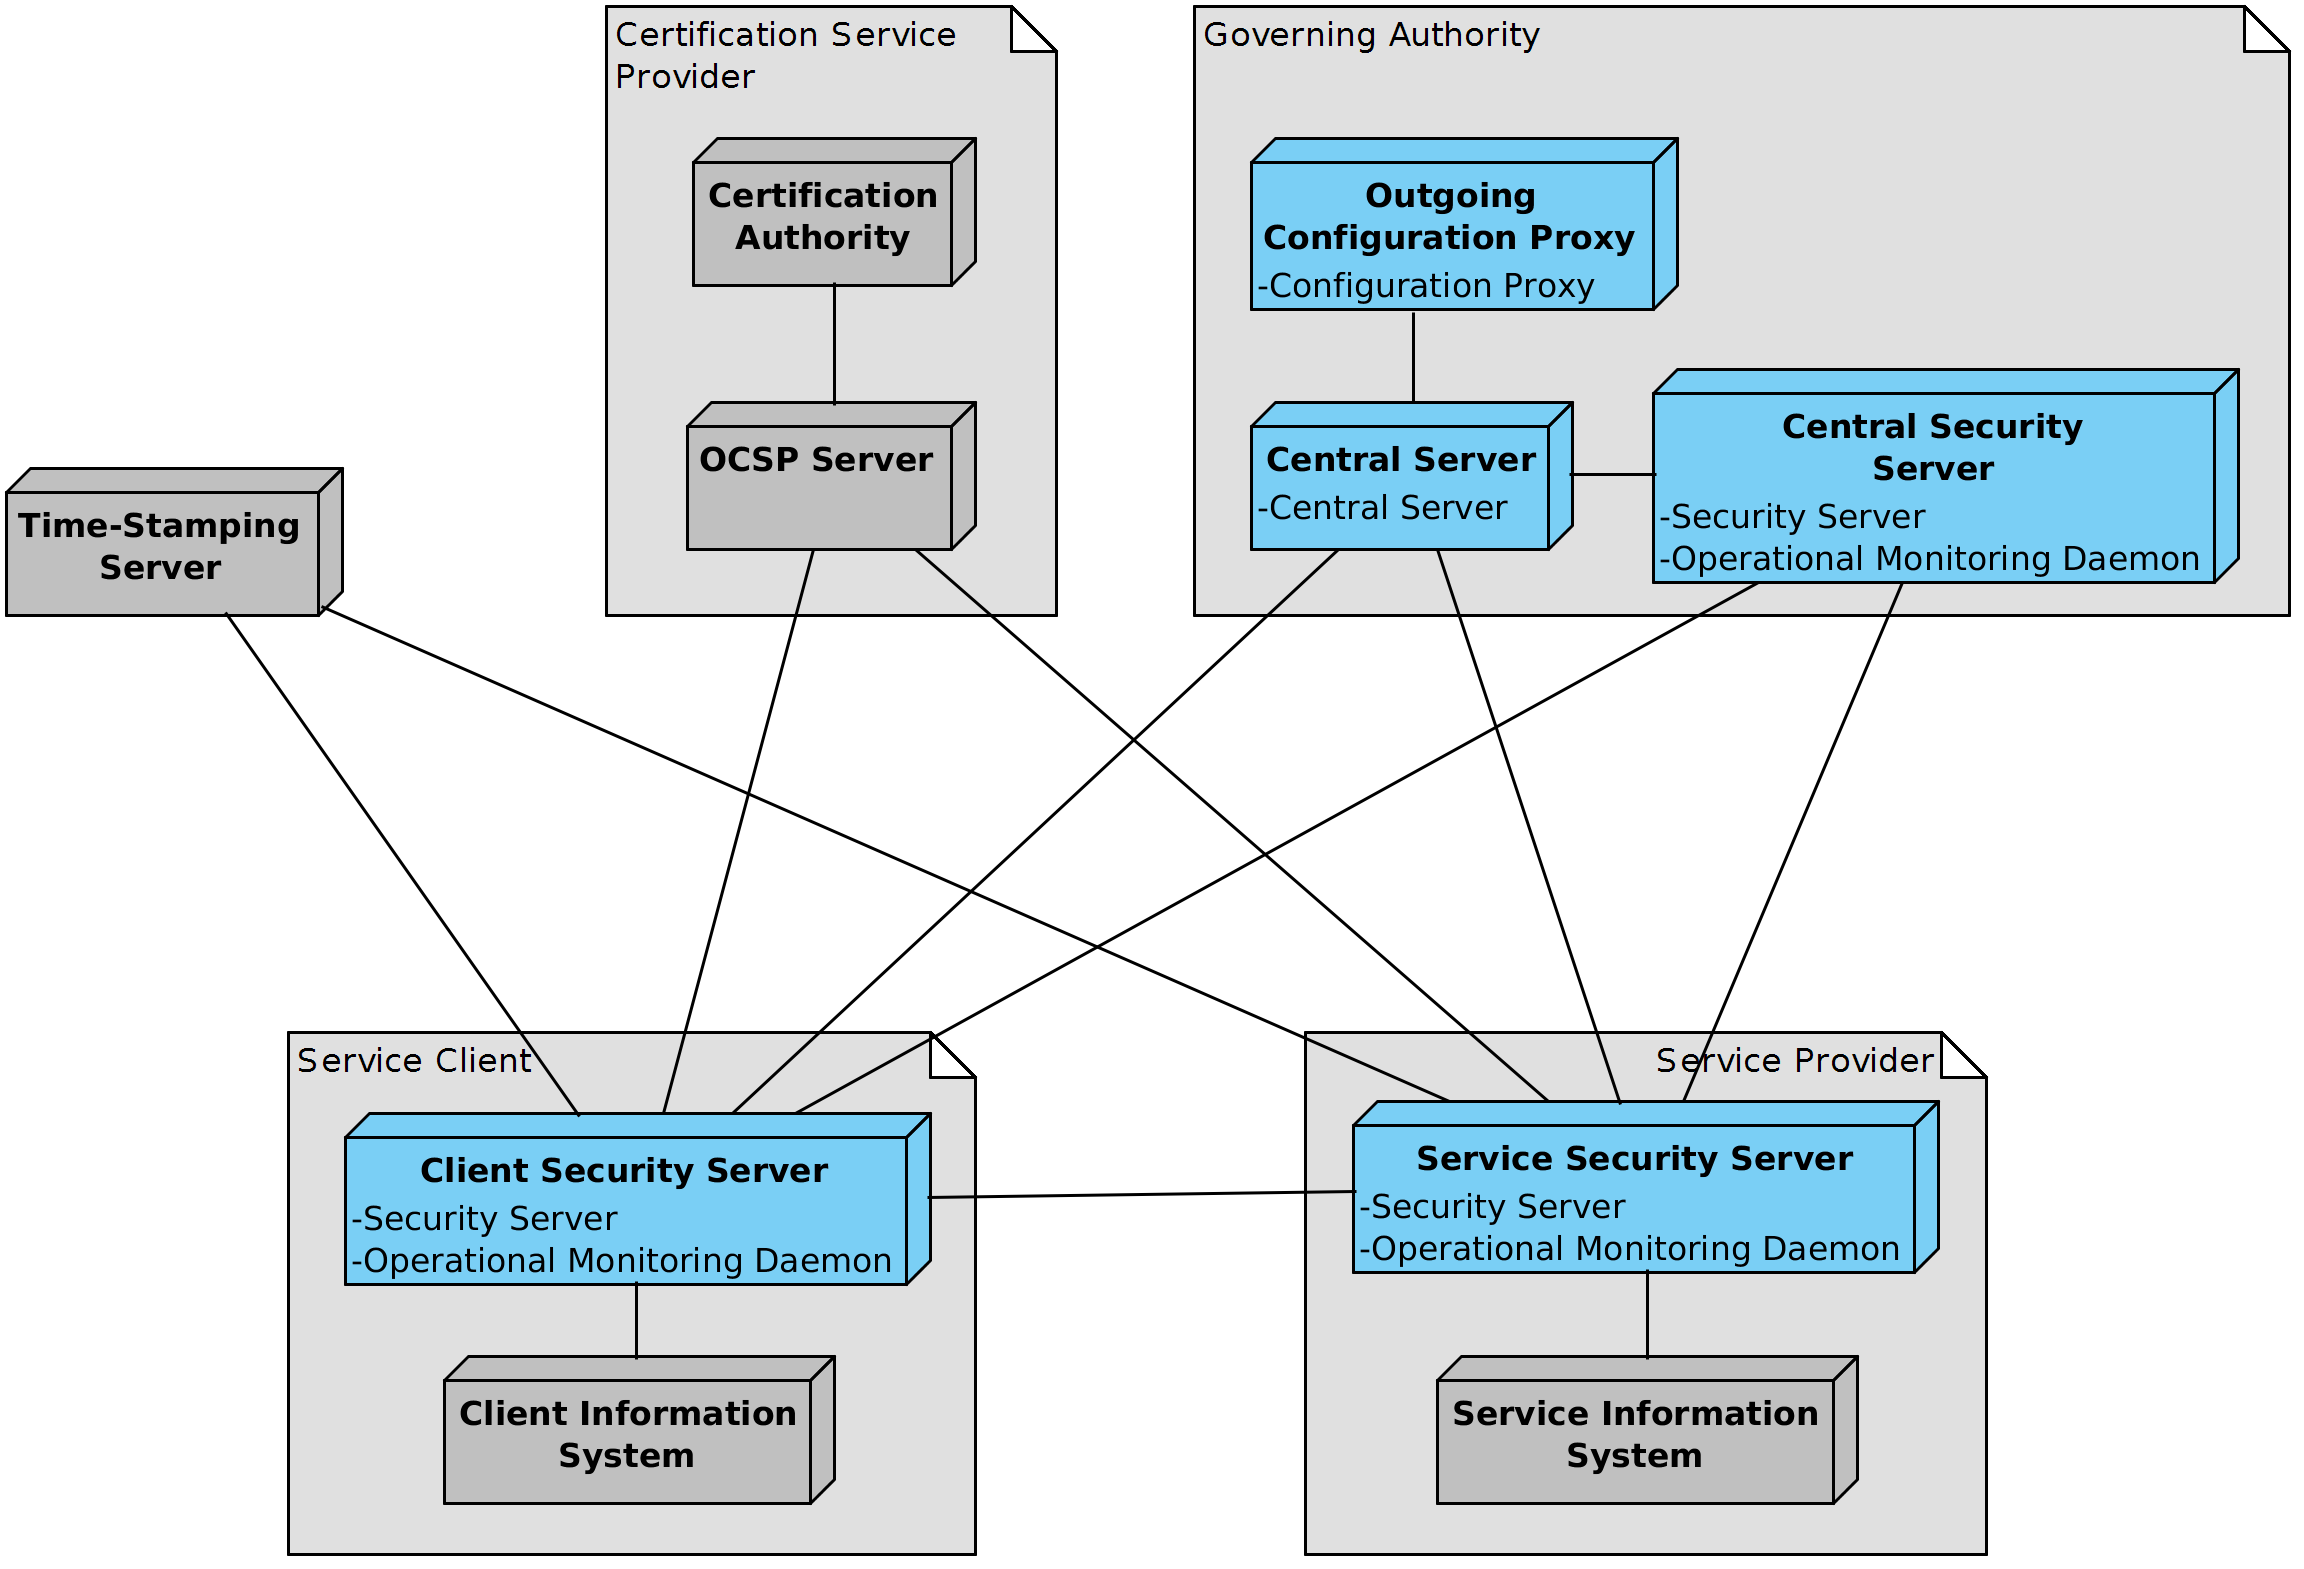 Certification Service
Provider
Certification
Authority
OCSP Server
Governing Authority
Outgoing
Configuration Proxy
-Configuration Proxy
Central Server
-Central Server
Central Security
Server
-Security Server
-Operational Monitoring Daemon
Time-Stamping
Server
Service Client
Client Security Server
-Security Server
-Operational Monitoring Daemon
Client Information
System
Service Provider
Service Security Server
-Security Server
-Operational Monitoring Daemon
Service Information
System